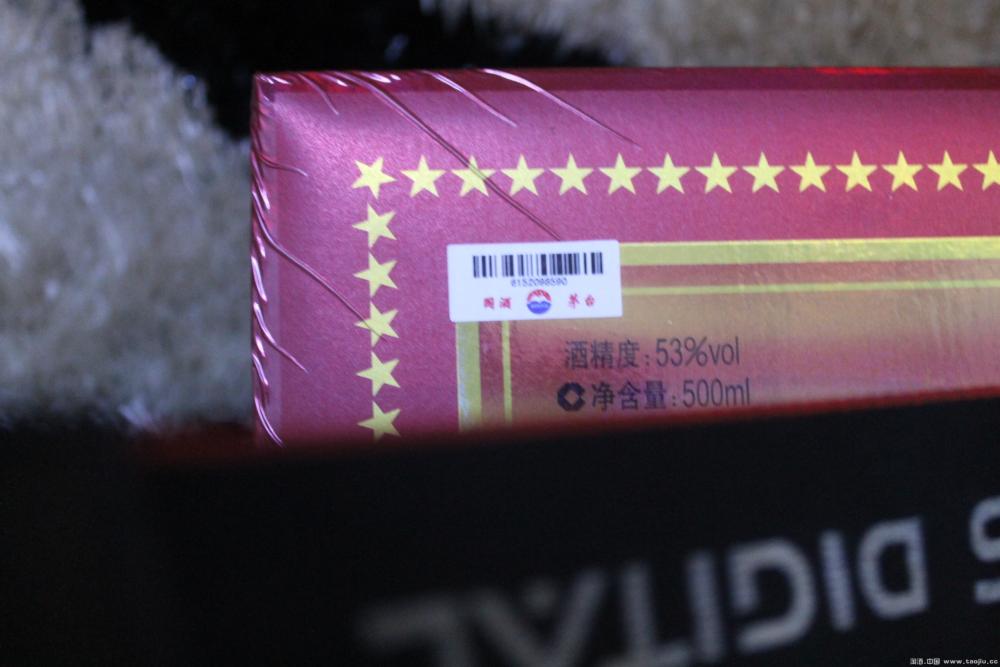 6152098590
国酒 茅台
酒精度:53%vol
净含量:500ml
S DIGITAL
国酒.中国 www.taojiu.cc